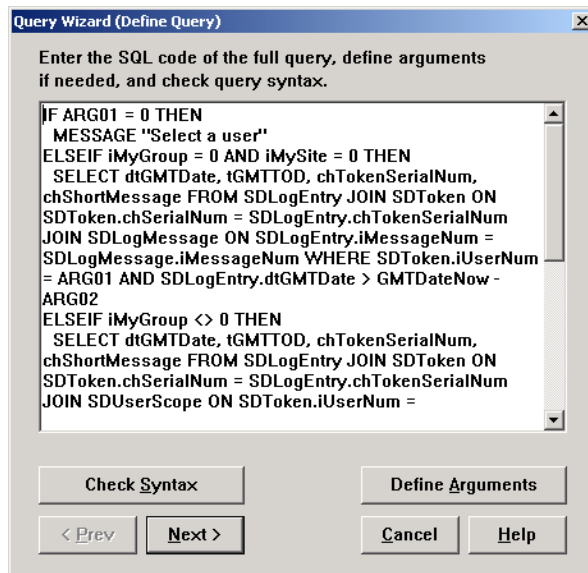 Query Wizard (Define Query)
Enter the SQL code of the full query, define arguments
if needed, and check query syntax.
IF ARG01 = 0 THEN
MESSAGE "Select a user"
ELSEIF iMyGroup = 0 AND iMySite = 0 THEN
SELECT dtGMTDate, tGMTTOD, chTokenSerialNum,
chShortMessage FROM SDLogEntry JOIN SDToken ON
SDToken.chSerialNum = SDLogEntry.chTokenSerialNum
JOIN SDLogMessage ON SDLogEntry.iMessageNum =
SDLogMessage.iMessageNum WHERE SDToken.iUserNum
= ARG01 AND SDLogEntry.dtGMTDate > GMTDateNow -
ARG02
ELSEIF iMyGroup <> 0 THEN
SELECT dtGMTDate, tGMTTOD, chTokenSerialNum,
chShortMessage FROM SDLogEntry JOIN SDToken ON
SDToken.chSerialNum = SDLogEntry.chTokenSerialNum
JOIN SDUserScope ON SDToken.iUserNum =
Check Syntax
Define Arguments
< Prev
Next >
Cancel
Help